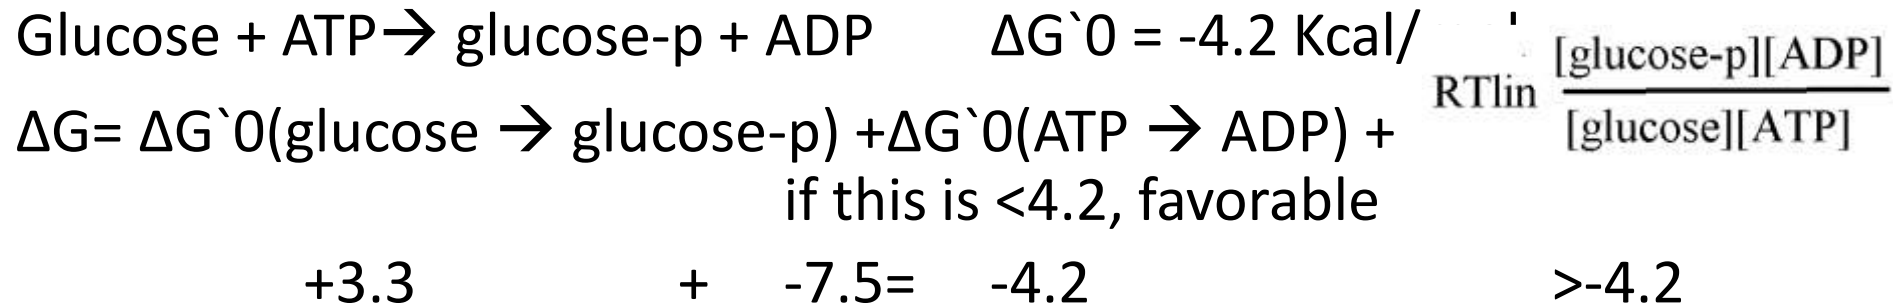 Glucose + ATP→ glucose-p + ADP ΔG`0 = -4.2 Kcal/
[glucose-p][ADP]
RTlin
[glucose][ATP]
ΔG= ΔG`0(glucose → glucose-p) +ΔG`0(ATP → ADP) +
if this is <4.2, favorable
+3.3 + -7.5= -4.2 >-4.2